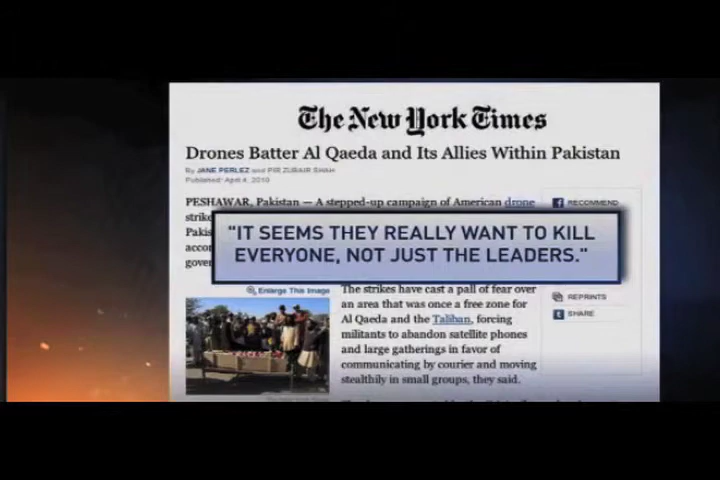 The New York Times
Drones Batter Al Qaeda and Its Allies Within Pakistan
By JANE PERLEZ and PIR ZUBAIR SHAH
Published: April 4, 2010
PESHAWAR, Pakistan — A stepped-up campaign of American drone
RECOMMEND
"IT SEEMS THEY REALLY WANT TO KILL
EVERYONE, NOT JUST THE LEADERS."
Enlarge This Image
The strikes have cast a pall of fear over
an area that was once a free zone for
Al Qaeda and the Taliban, forcing
militants to abandon satellite phones
and large gatherings in favor of
communicating by courier and moving
stealthily in small groups, they said.
REPRINTS
SHARE